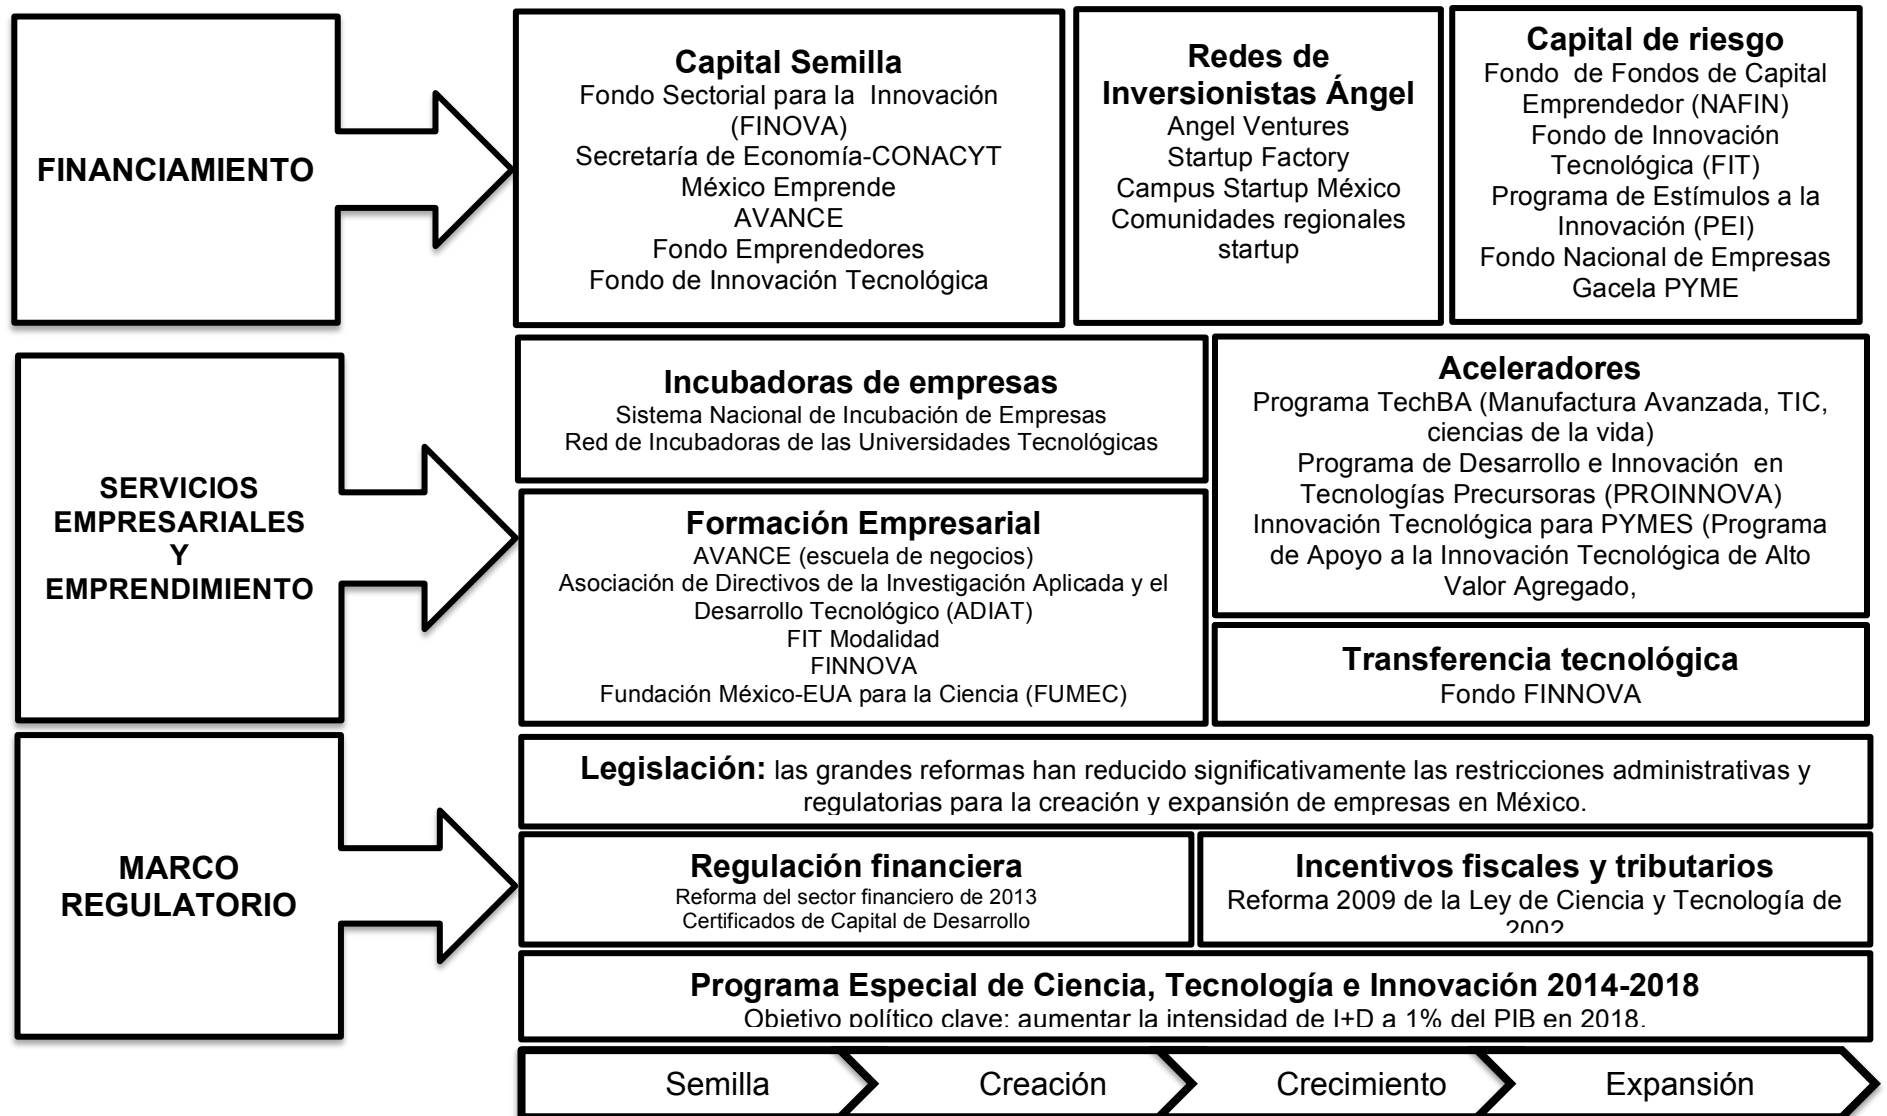 FINANCIAMIENTO
Capital Semilla
Fondo Sectorial para la Innovación
(FINOVA)
Secretaría de Economía-CONACYT
México Emprende
AVANCE
Fondo Emprendedores
Fondo de Innovación Tecnológica
Redes de
Inversionistas Ángel
Angel Ventures
Startup Factory
Campus Startup México
Comunidades regionales
startup
Capital de riesgo
Fondo de Fondos de Capital
Emprendedor (NAFIN)
Fondo de Innovación
Tecnológica (FIT)
Programa de Estímulos a la
Innovación (PEI)
Fondo Nacional de Empresas
Gacela PYME
SERVICIOS
EMPRESARIALES
Y
EMPRENDIMIENTO
Incubadoras de empresas
Sistema Nacional de Incubación de Empresas
Red de Incubadoras de las Universidades Tecnológicas
Formación Empresarial
AVANCE (escuela de negocios)
Asociación de Directivos de la Investigación Aplicada y el
Desarrollo Tecnológico (ADIAT)
FIT Modalidad
FINNOVA
Fundación México-EUA para la Ciencia (FUMEC)
Aceleradores
Programa TechBA (Manufactura Avanzada, TIC,
ciencias de la vida)
Programa de Desarrollo e Innovación en
Tecnologías Precursoras (PROINNOVA)
Innovación Tecnológica para PYMES (Programa
de Apoyo a la Innovación Tecnológica de Alto
Valor Agregado,
Transferencia tecnológica
Fondo FINNOVA
MARCO
REGULATORIO
Legislación: las grandes reformas han reducido significativamente las restricciones administrativas y
regulatorias para la creación y expansión de empresas en México.
Regulación financiera
Reforma del sector financiero de 2013
Certificados de Capital de Desarrollo
Incentivos fiscales y tributarios
Reforma 2009 de la Ley de Ciencia y Tecnología de
2002
Programa Especial de Ciencia, Tecnología e Innovación 2014-2018
Objetivo político clave: aumentar la intensidad de I+D a 1% del PIB en 2018.
Semilla
Creación
Crecimiento
Expansión